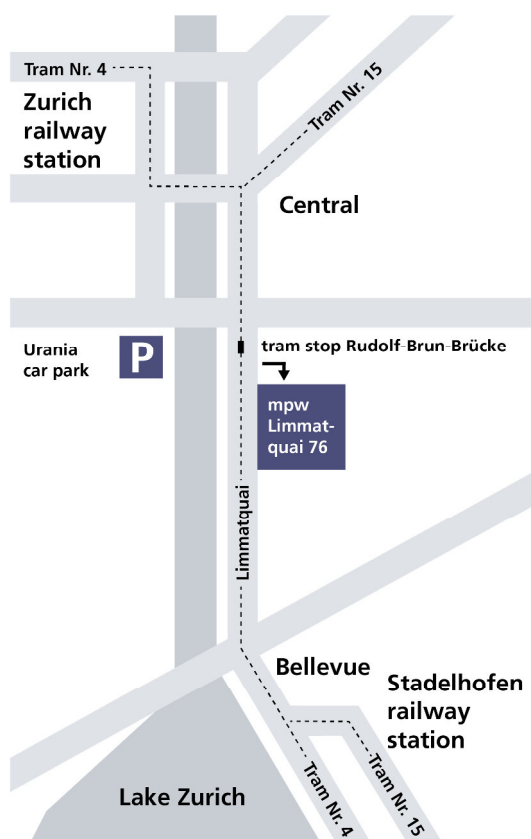 Tram Nr. 4
Tram Nr. 15
Zurich
railway
station
Central
Urania
car park
P
tram stop Rudolf-Brun-Brücke
mpw
Limmat-
quai 76
Limmatquai
Bellevue
Stadelhofen
railway
station
Lake Zurich
Tram Nr. 4
Tram Nr. 15